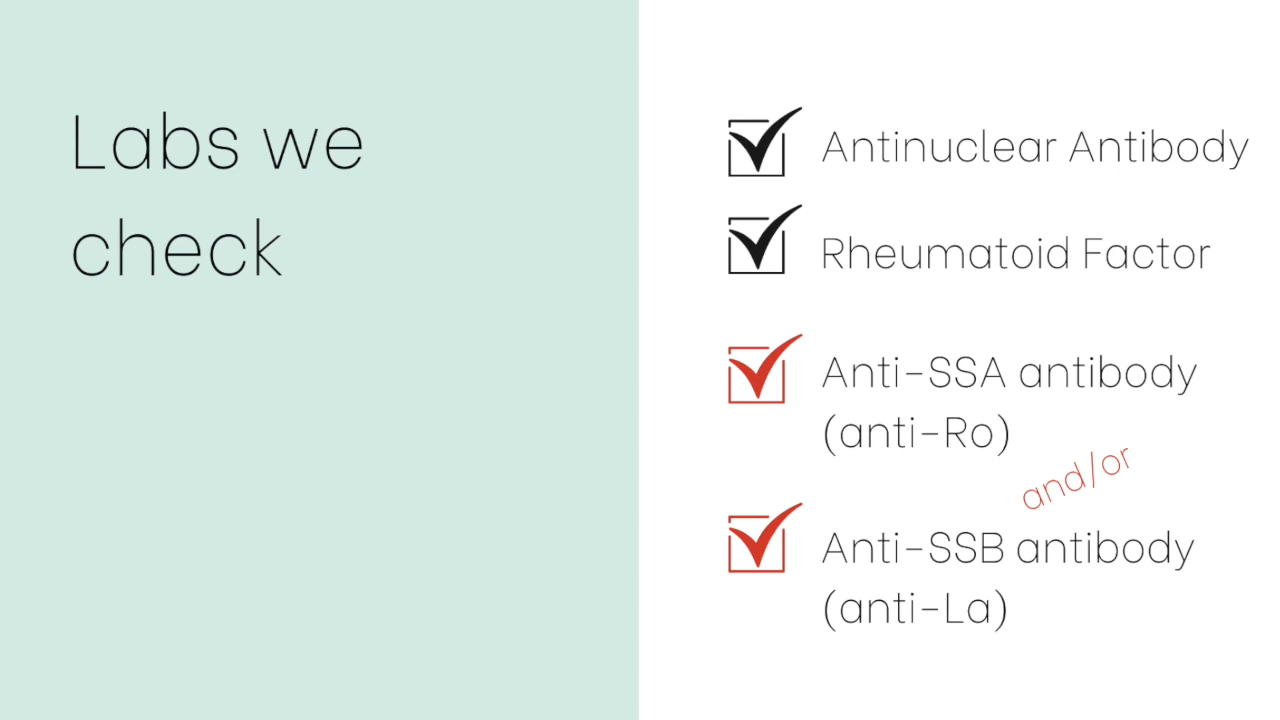 Labs we
check
Antinuclear Antibody
Rheumatoid Factor
Anti-SSA antibody
(anti-Ro)
and/or
Anti-SSB antibody
(anti-La)